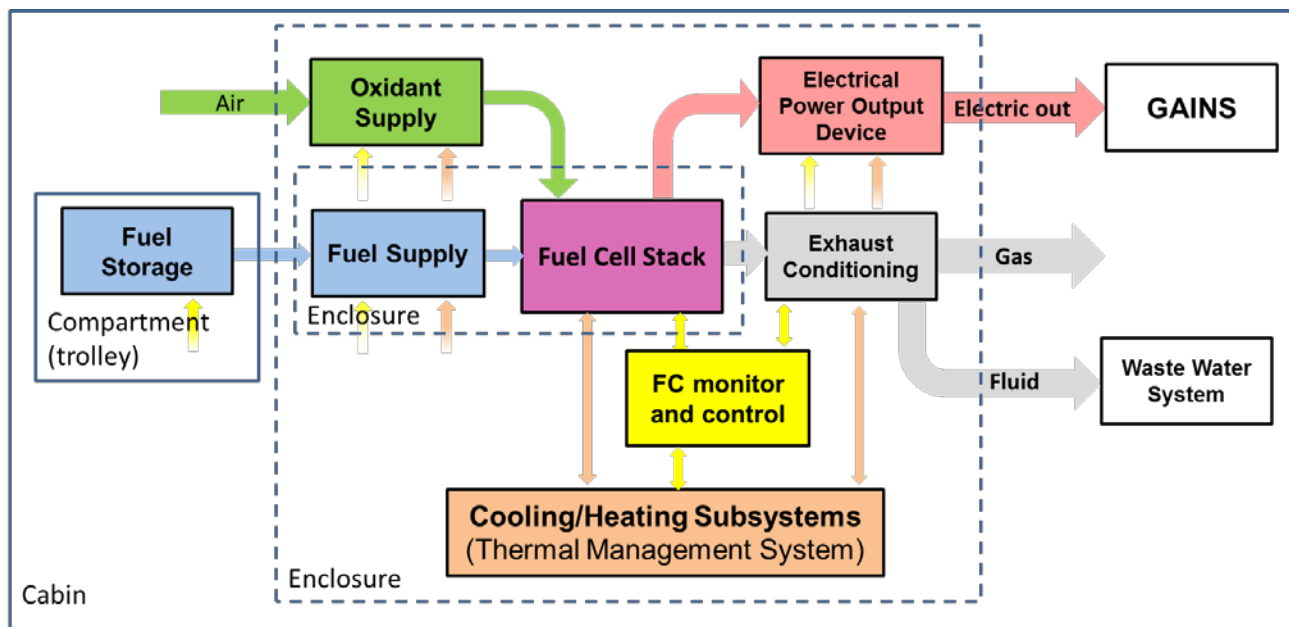 Air
Oxidant
Supply
Electrical
Power Output
Device
Electric out
GAINS
Fuel
Storage
Fuel Supply
Fuel Cell Stack
Exhaust
Conditioning
Gas
Compartment
(trolley)
Enclosure
FC monitor
and control
Fluid
Waste Water
System
Cooling/Heating Subsystems
(Thermal Management System)
Enclosure
Cabin